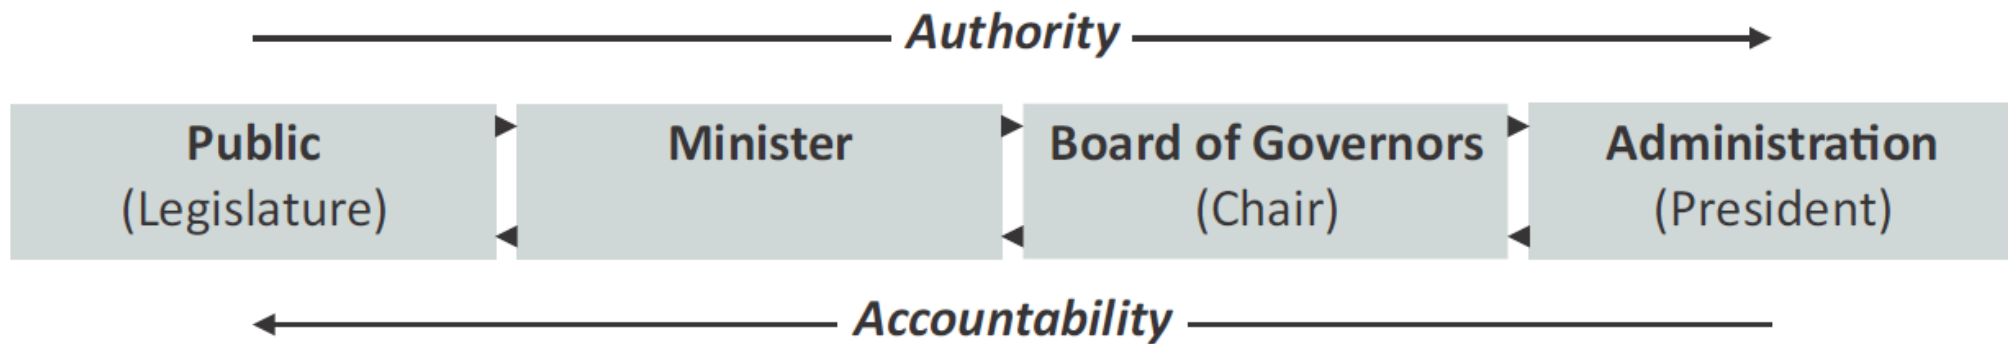 Authority
Public
(Legislature)
Minister
Board of Governors
(Chair)
Administration
(President)
Accountability